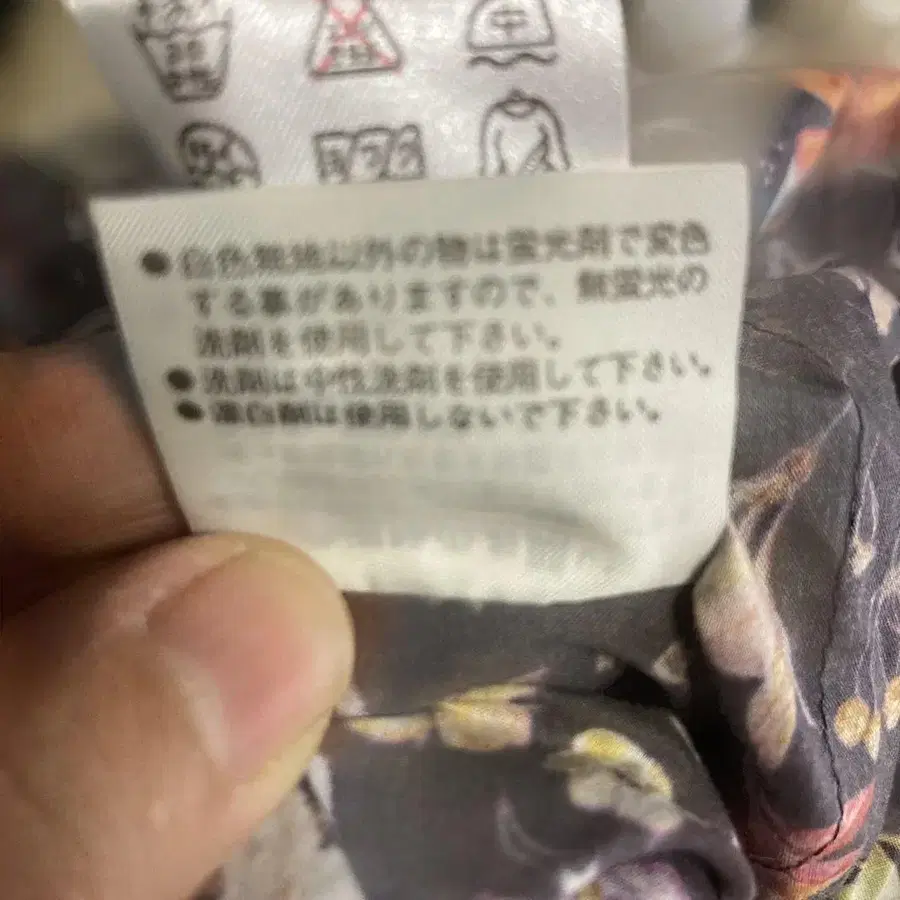 中
●白色無地以外の物は蛍光剤で変色
する事がありますので、無蛍光の
洗剤を使用して下さい。
●洗剤は中性洗剤を使用して下さい。
●漂白剤は使用しないで下さい。